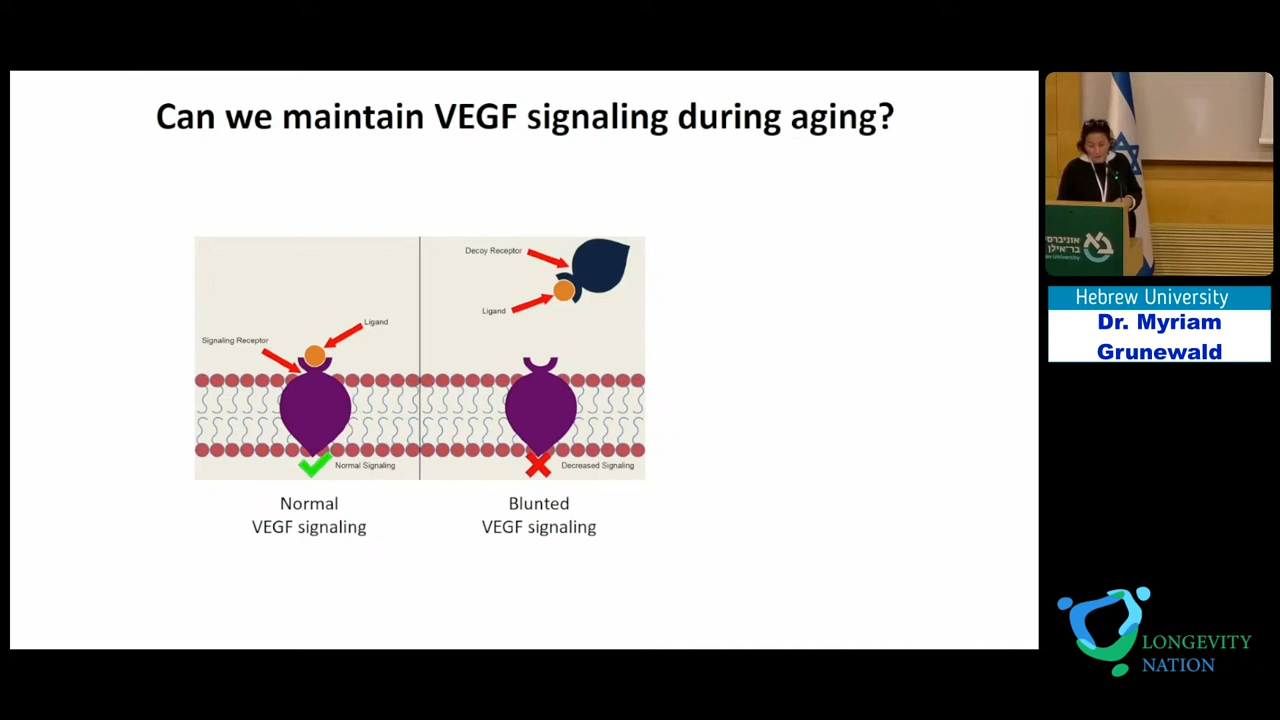 Can we maintain VEGF signaling during aging?
Decoy Receptor
Ligand
Ligand
Signaling Receptor
Normal Signaling
Decreased Signaling
Normal
VEGF signaling
Blunted
VEGF signaling
Hebrew University
Dr. Myriam
Grunewald
LONGEVITY
NATION